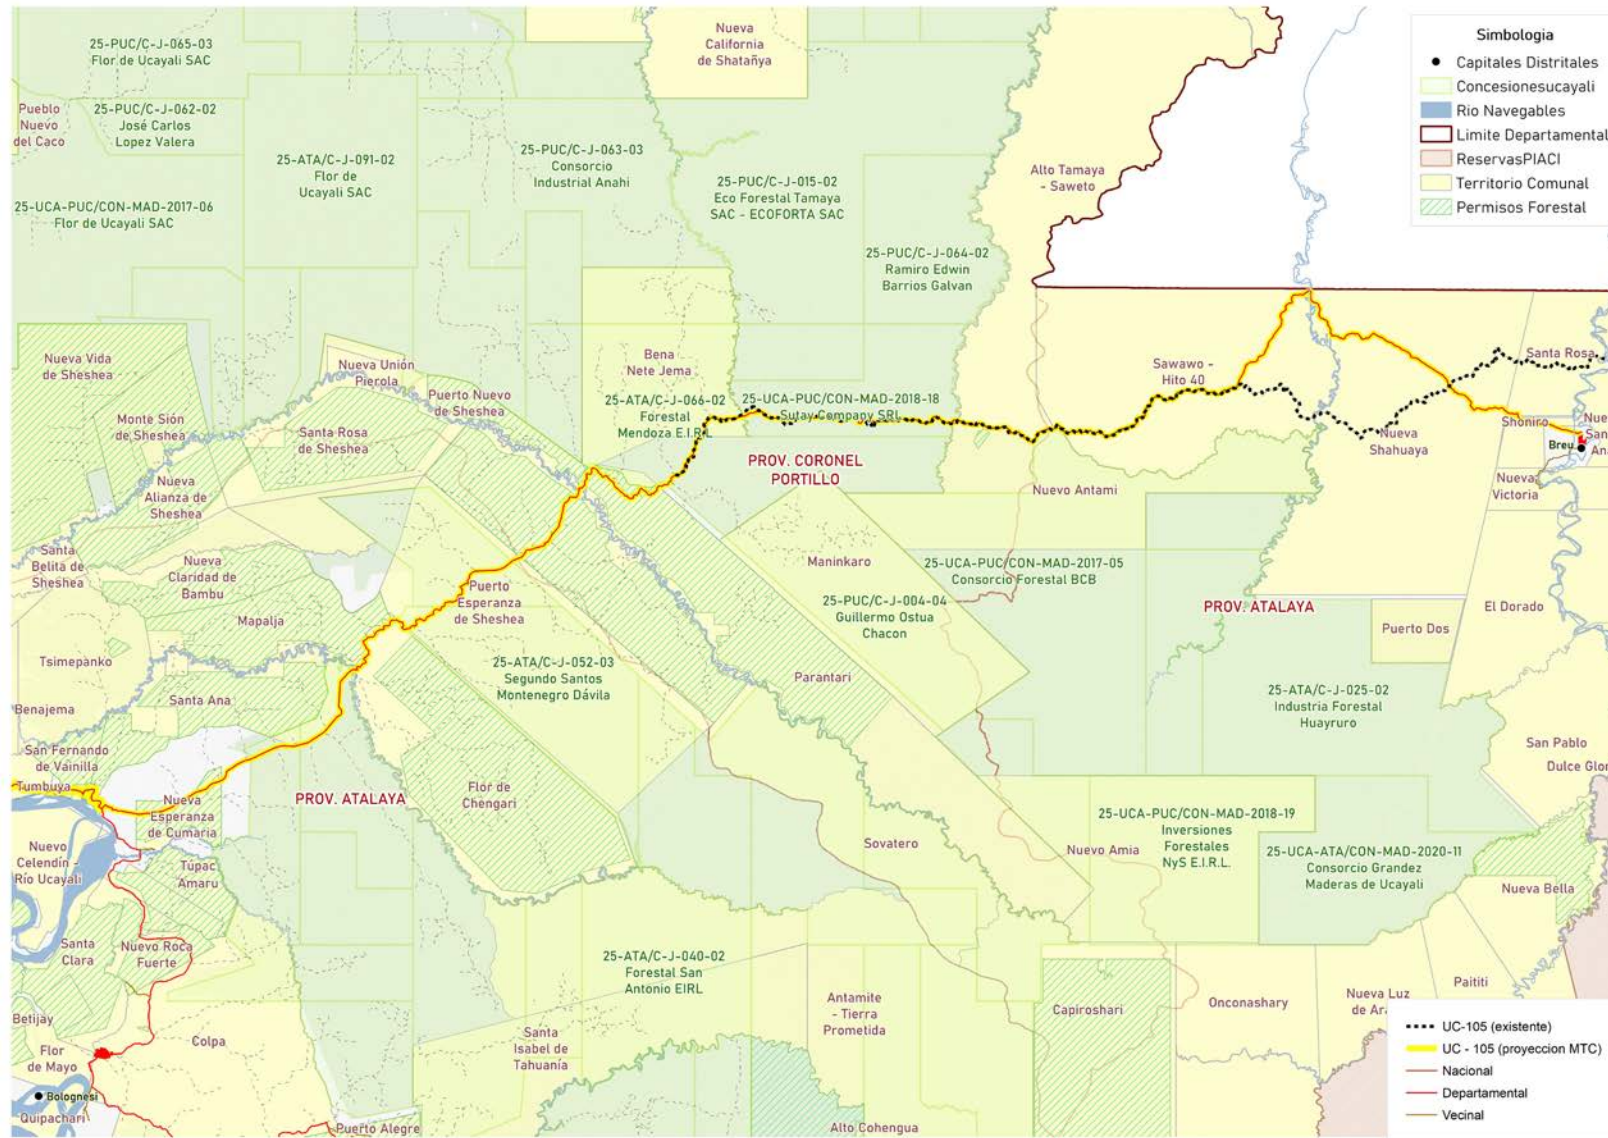 25-PUC/C-J-065-03
Flor de Ucayali SAC
Nueva
California
de Shatañya
Simbologia
Capitales Distritales
Concesionesucayali
Rio Navegables
Limite Departamental
ReservasPIACI
Territorio Comunal
Permisos Forestal
Pueblo
Nuevo
del Caco
25-PUC/C-J-062-02
José Carlos
Lopez Valera
25-ATA/C-J-091-02
Flor de
Ucayali SAC
25-PUC/C-J-063-03
Consorcio
Industrial Anahi
25-PUC/C-J-015-02
Eco Forestal Tamaya
SAC - ECOFORTA SAC
Alto Tamaya
- Saweto
25-UCA-PUC/CON-MAD-2017-06
Flor de Ucayali SAC
25-PUC/C-J-064-02
Ramiro Edwin
Barrios Galvan
Nueva Vida
de Sheshea
Nueva Unión
Pierola
Bena
Nete Jema
Sawawo -
Hito 40
Santa Rosa
Puerto Nuevo
de Sheshea
25-ATA/C-J-066-02
Forestal
Mendoza E.I.R.L
25-UCA-PUC/CON-MAD-2018-18
Sutay Company SRL
Monte Sión
de Sheshea
Santa Rosa
de Sheshea
Nueva
Shahuaya
Shoniro
Nue
San
Ana
Breu
PROV. CORONEL
PORTILLO
Nueva
Alianza de
Sheshea
Nuevo Antami
Nueva
Victoria
Santa
Belita de
Sheshea
Nueva
Claridad de
Bambu
Puerto
Esperanza
de Sheshea
Maninkaro
25-UCA-PUC/CON-MAD-2017-05
Consorcio Forestal BCB
25-PUC/C-J-004-04
Guillermo Ostua
Chacon
PROV. ATALAYA
El Dorado
Mapalja
Puerto Dos
Tsimepanko
25-ATA/C-J-052-03
Segundo Santos
Montenegro Dávila
Parantari
25-ATA/C-J-025-02
Industria Forestal
Huayruro
Santa Ana
Benajema
San Fernando
de Vainilla
San Pablo
Dulce Glor
Tumbuya
Nueva
Esperanza
de Cumaria
PROV. ATALAYA
Flor de
Chengari
25-UCA-PUC/CON-MAD-2018-19
Inversiones
Forestales
NyS E.I.R.L.
Nuevo
Celendín -
Río Ucayali
Túpac
Amaru
Sovatero
Nuevo Amia
25-UCA-ATA/CON-MAD-2020-11
Consorcio Grandez
Maderas de Ucayali
Nueva Bella
Santa
Clara
Nuevo Roca
Fuerte
25-ATA/C-J-040-02
Forestal San
Antonio EIRL
Antamite
- Tierra
Prometida
Capiroshari
Onconashary
Nueva Luz
de Ar
Paititi
Betijay
Flor
de Mayo
Colpa
Santa
Isabel de
Tahuanía
Bolognesi
Quipachari
Puerto Alegre
Alto Cohengua
UC-105 (existente)
UC - 105 (proyeccion MTC)
Nacional
Departamental
Vecinal